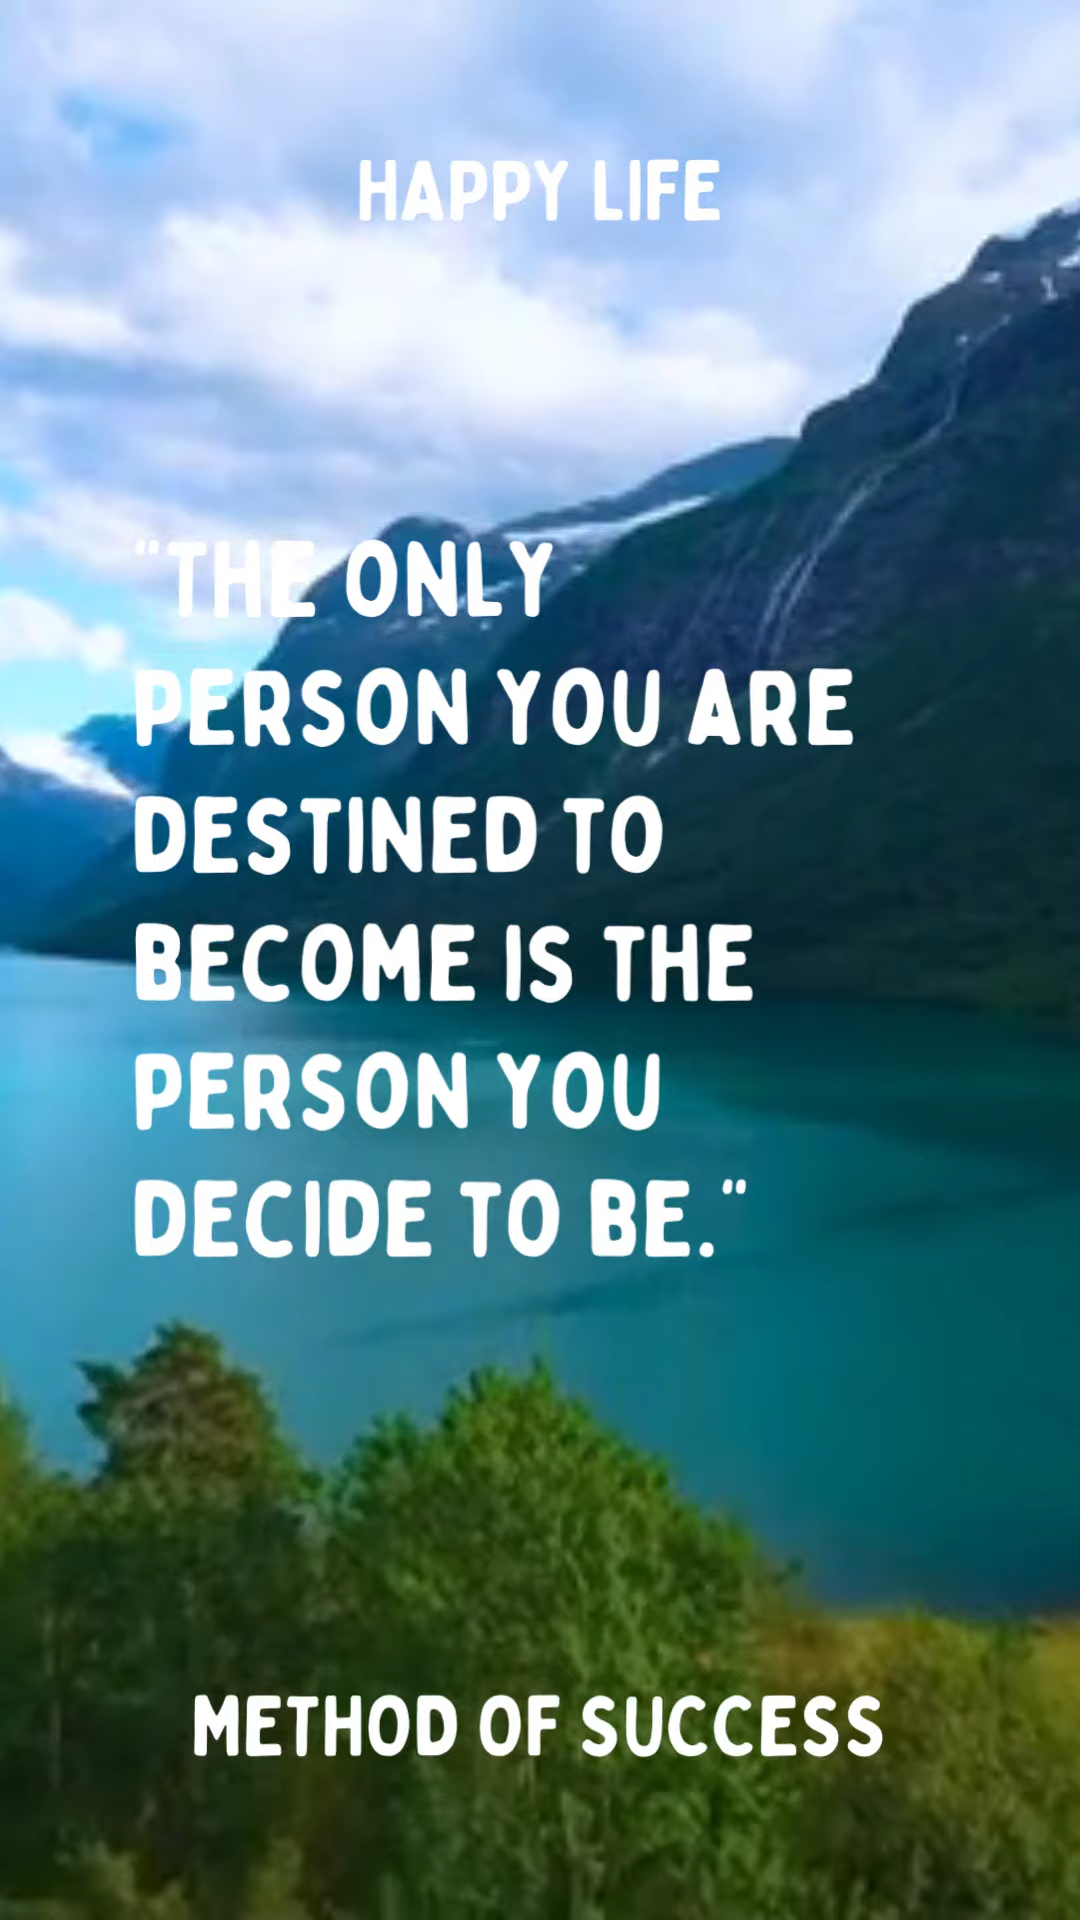 HAPPY LIFE
"THE ONLY
PERSON YOU ARE
DESTINED TO
BECOME IS THE
PERSON YOU
DECIDE TO BE."
METHOD OF SUCCESS